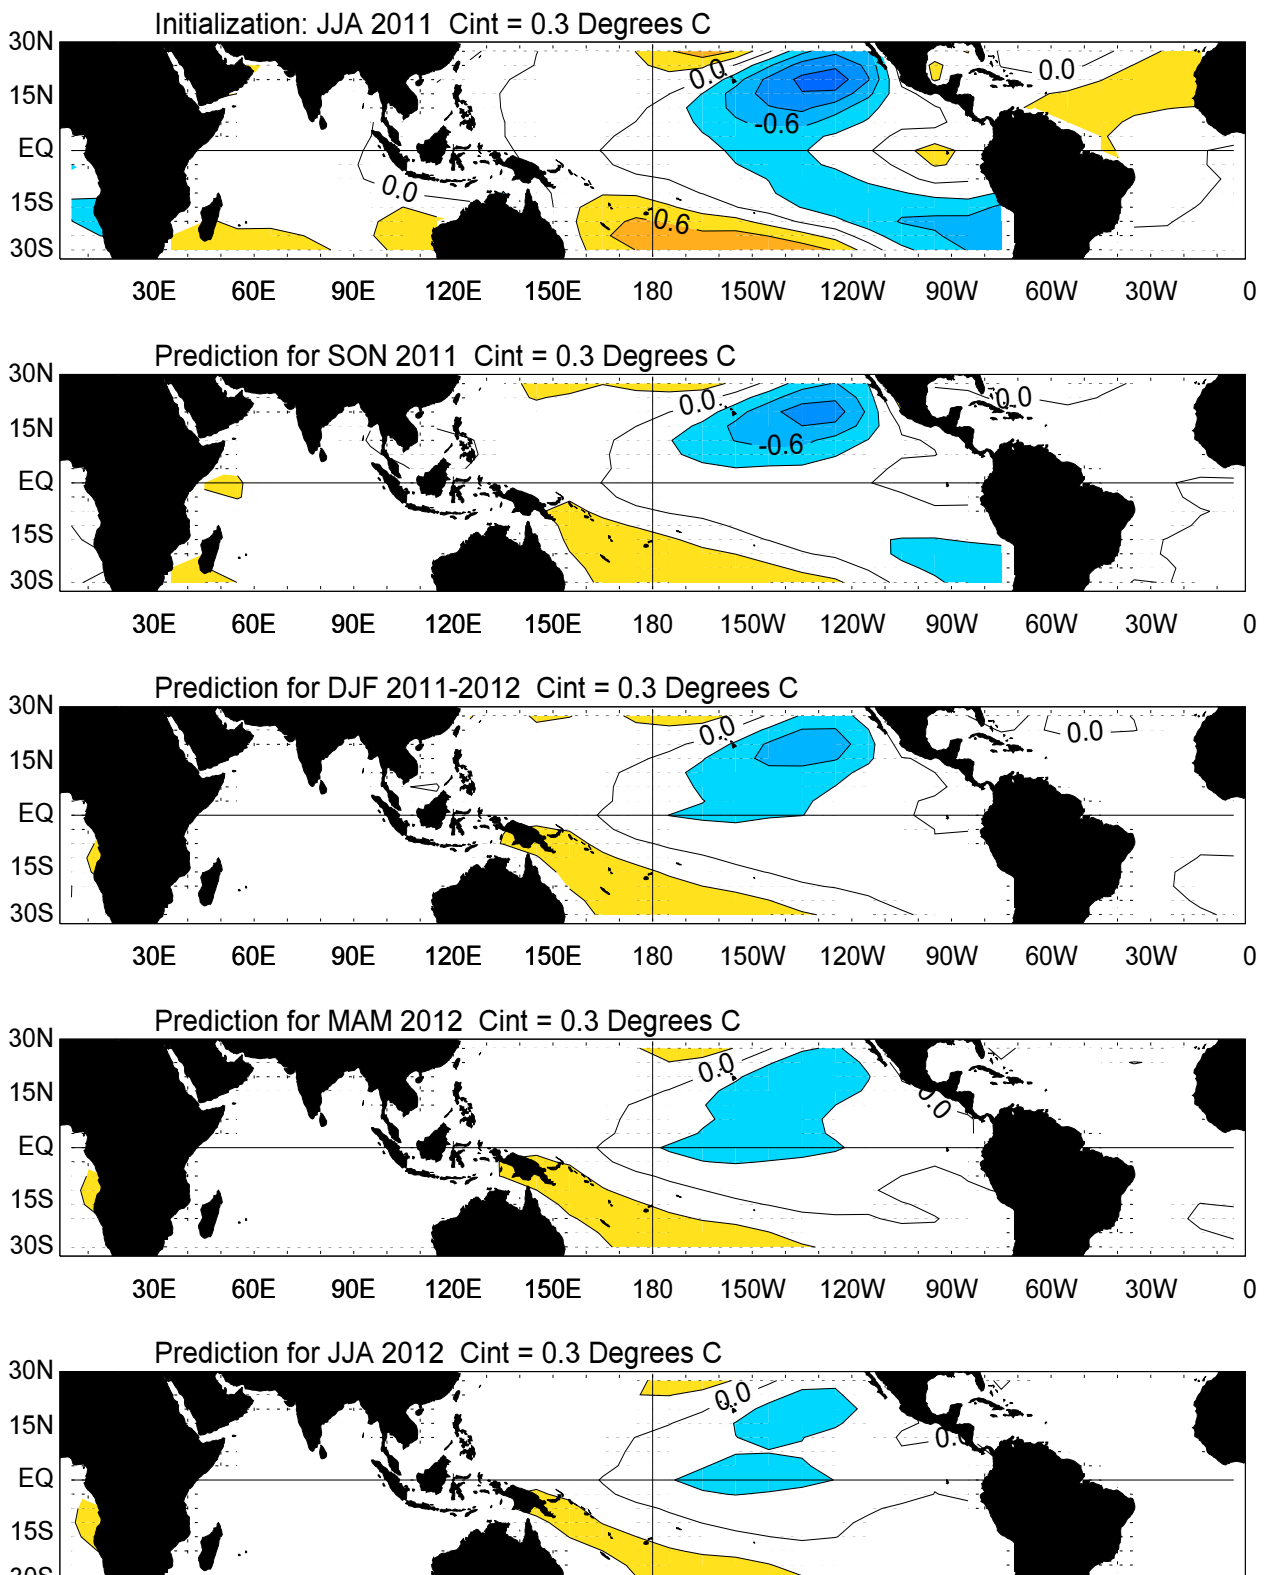 Initialization: JJA 2011  Cint = 0.3 Degrees C
30N
0.0
0.0
15N
-0.6
EQ
0.0
15S
0.6
30S
30E 60E 90E 120E 150E 180 150W 120W 90W 60W 30W 0
Prediction for SON 2011  Cint = 0.3 Degrees C
30N
0.0
0.0
15N
-0.6
EQ
15S
30S
30E 60E 90E 120E 150E 180 150W 120W 90W 60W 30W 0
Prediction for DJF 2011-2012  Cint = 0.3 Degrees C
30N
0.0
0.0
15N
EQ
15S
30S
30E 60E 90E 120E 150E 180 150W 120W 90W 60W 30W 0
Prediction for MAM 2012  Cint = 0.3 Degrees C
30N
0.0
15N
0.0
EQ
15S
30S
30E 60E 90E 120E 150E 180 150W 120W 90W 60W 30W 0
Prediction for JJA 2012  Cint = 0.3 Degrees C
30N
0.0
15N
0.0
EQ
15S
30S